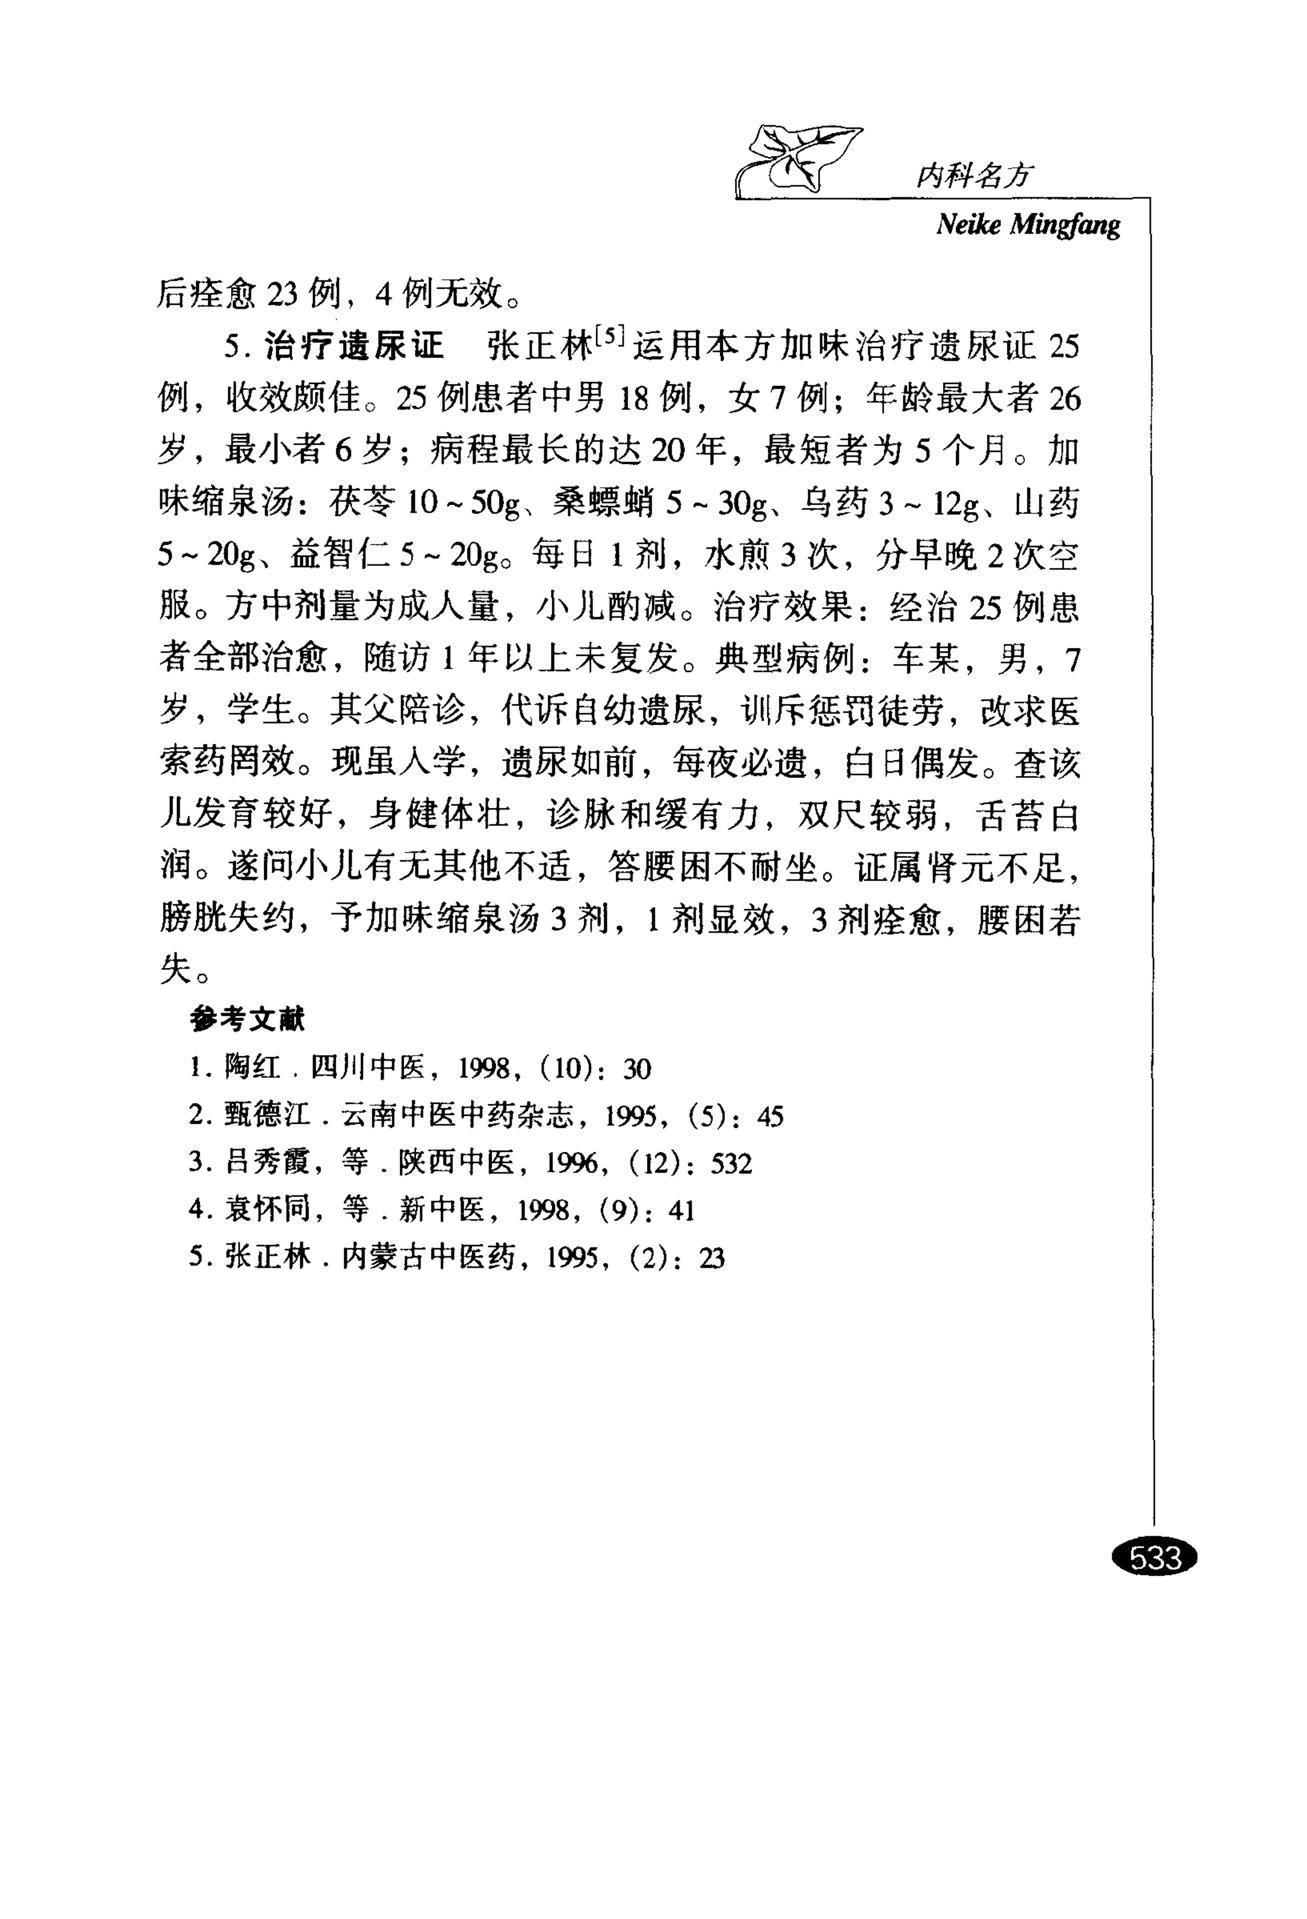 内科名方
Neike Mingfang
后痊愈 23 例，4 例无效。
5. 治疗遗尿证 张正林[5]运用本方加味治疗遗尿证 25
例，收效颇佳。25 例患者中男 18 例，女 7 例；年龄最大者 26
岁，最小者 6 岁；病程最长的达 20 年，最短者为 5 个月。加
味缩泉汤：茯苓 10～50g、桑螵蛸 5～30g、乌药 3～12g、山药
5～20g、益智仁 5～20g。每日 1 剂，水煎 3 次，分早晚 2 次空
服。方中剂量为成人量，小儿酌减。治疗效果：经治 25 例患
者全部治愈，随访 1 年以上未复发。典型病例：车某，男，7
岁，学生。其父陪诊，代诉自幼遗尿，训斥惩罚徒劳，改求医
索药罔效。现虽入学，遗尿如前，每夜必遗，白日偶发。查该
儿发育较好，身健体壮，诊脉和缓有力，双尺较弱，舌苔白
润。遂问小儿有无其他不适，答腰困不耐坐。证属肾元不足，
膀胱失约，予加味缩泉汤 3 剂，1 剂显效，3 剂痊愈，腰困若
失。
参考文献
1. 陶红．四川中医，1998，(10)：30
2. 甄德江．云南中医中药杂志，1995，(5)：45
3. 吕秀霞，等．陕西中医，1996，(12)：532
4. 袁怀同，等．新中医，1998，(9)：41
5. 张正林．内蒙古中医药，1995，(2)：23
533